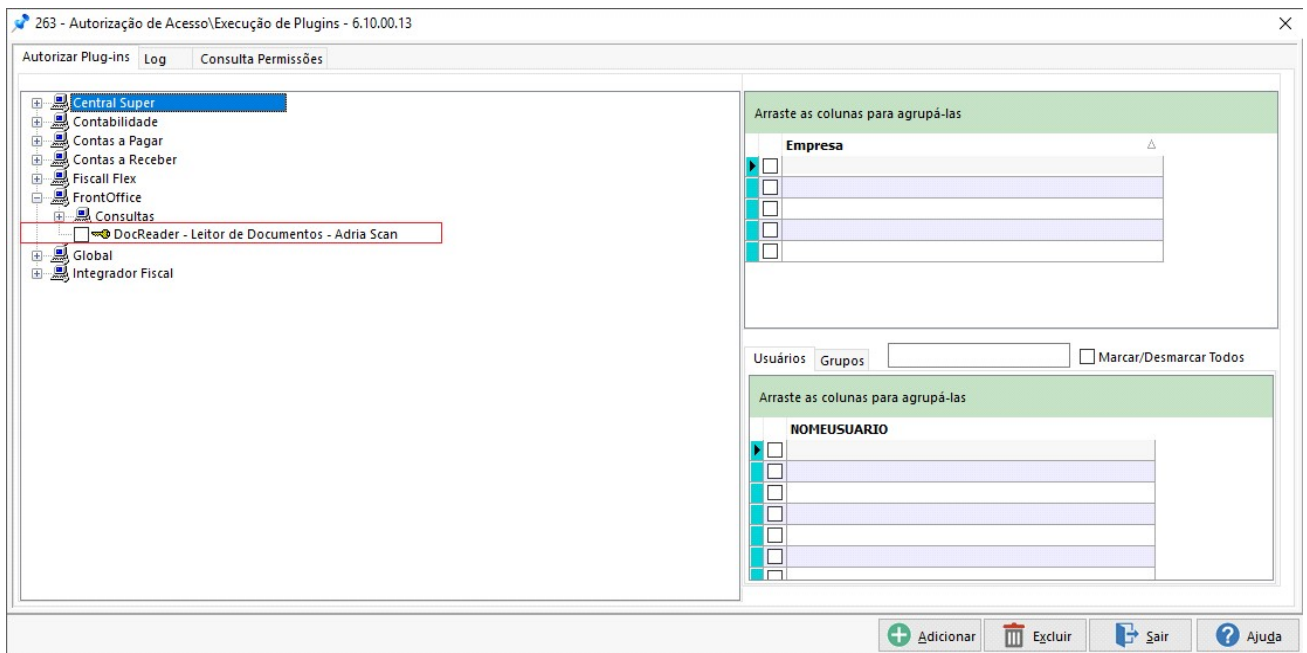 263 - Autorização de Acesso\Execução de Plugins - 6.10.00.13
Autorizar Plug-ins Log Consulta Permissões
Central Super
Contabilidade
Contas a Pagar
Contas a Receber
Fiscall Flex
FrontOffice
Consultas
DocReader - Leitor de Documentos - Adria Scan
Global
Integrador Fiscal
Arraste as colunas para agrupá-las
Empresa
Usuários Grupos Marcar/Desmarcar Todos
Arraste as colunas para agrupá-las
NOMEUSUARIO
Adicionar Excluir Sair Ajuda